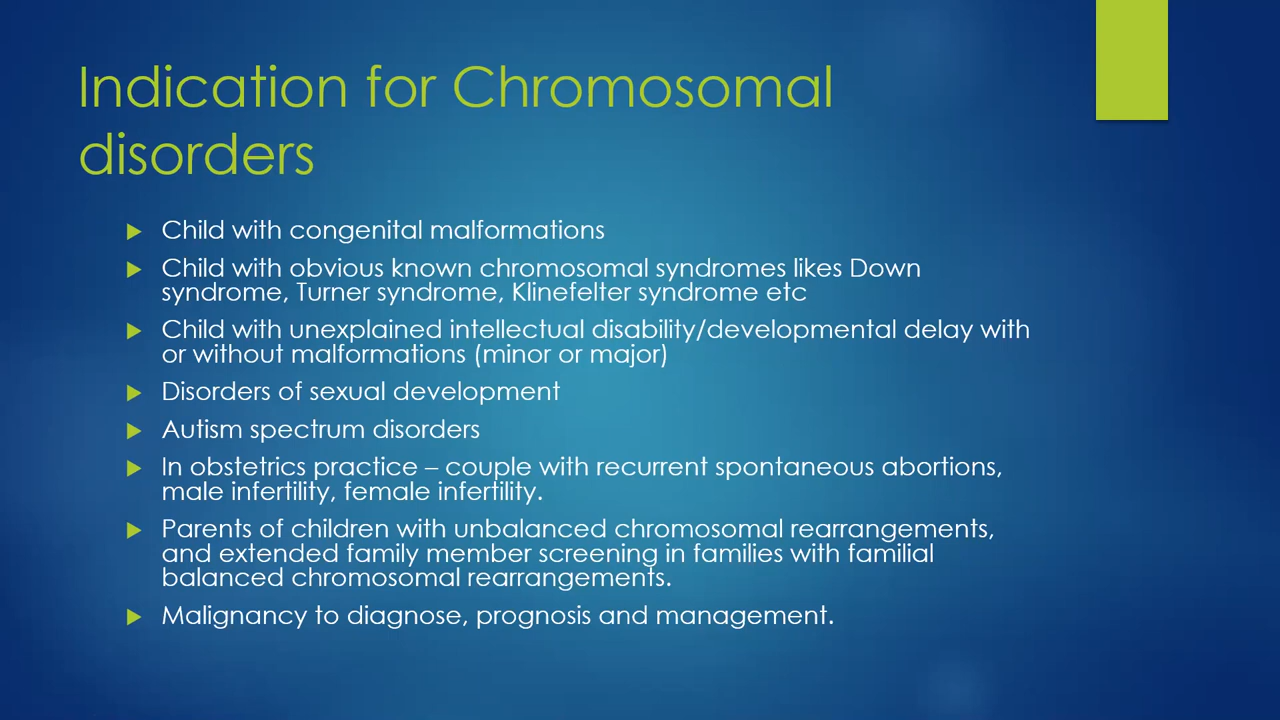 Indication for Chromosomal
disorders
Child with congenital malformations
Child with obvious known chromosomal syndromes likes Down
syndrome, Turner syndrome, Klinefelter syndrome etc
Child with unexplained intellectual disability/developmental delay with
or without malformations (minor or major)
Disorders of sexual development
Autism spectrum disorders
In obstetrics practice – couple with recurrent spontaneous abortions,
male infertility, female infertility.
Parents of children with unbalanced chromosomal rearrangements,
and extended family member screening in families with familial
balanced chromosomal rearrangements.
Malignancy to diagnose, prognosis and management.